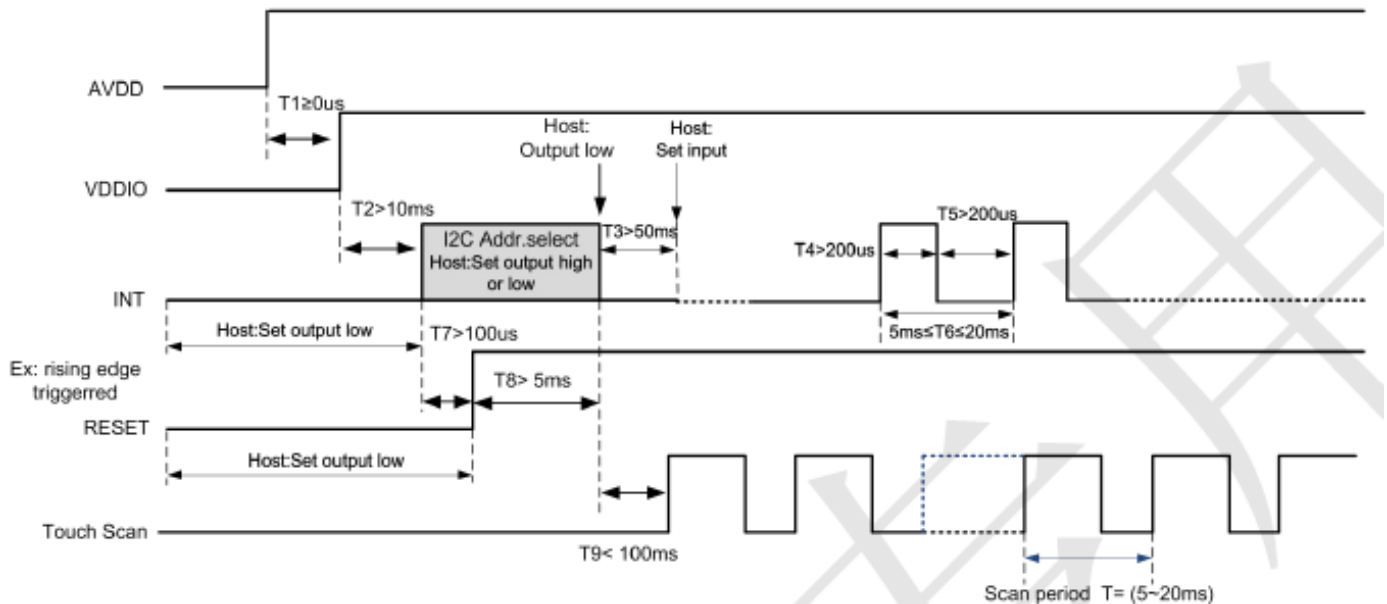 AVDD
T1≥0us
Host:
Output low
Host:
Set input
VDDIO
T2>10ms
I2C Addr.select
Host:Set output high
or low
T3>50ms
T4>200us
T5>200us
INT
Host:Set output low
T7>100us
5ms≤T6≤20ms
Ex: rising edge
triggerred
T8> 5ms
RESET
Host:Set output low
Touch Scan
T9< 100ms
Scan period T= (5~20ms)